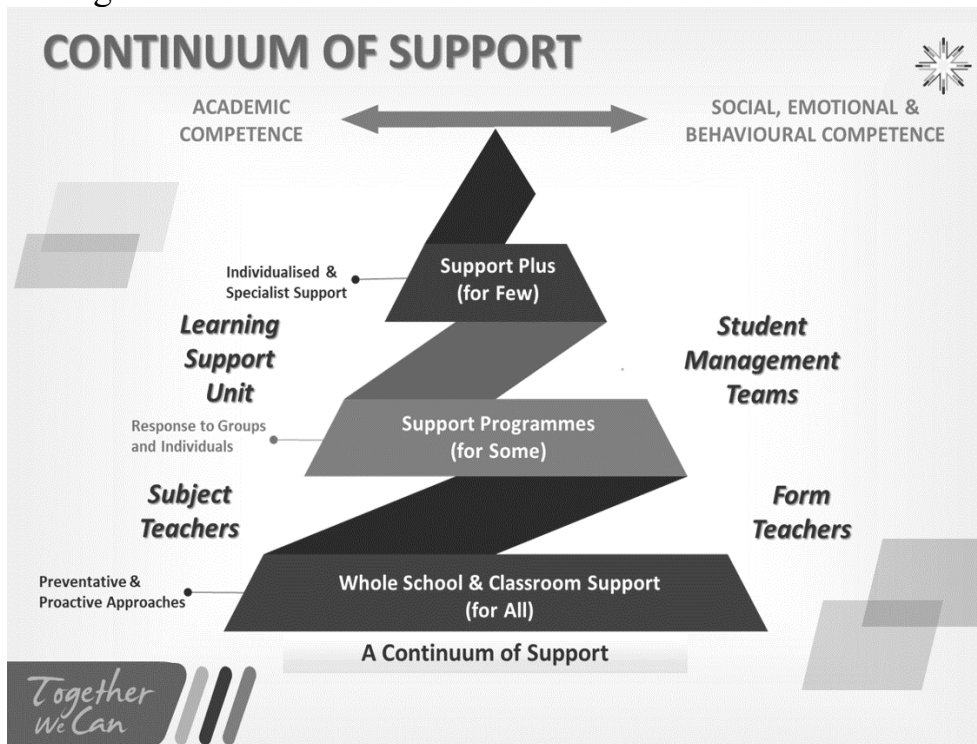 CONTINUUM OF SUPPORT
ACADEMIC
COMPETENCE
SOCIAL, EMOTIONAL &
BEHAVIOURAL COMPETENCE
Individualised &
Specialist Support
Support Plus
(for Few)
Learning
Support
Unit
Student
Management
Teams
Response to Groups
and Individuals
Support Programmes
(for Some)
Subject
Teachers
Form
Teachers
Preventative &
Proactive Approaches
Whole School & Classroom Support
(for All)
A Continuum of Support
Together
We Can